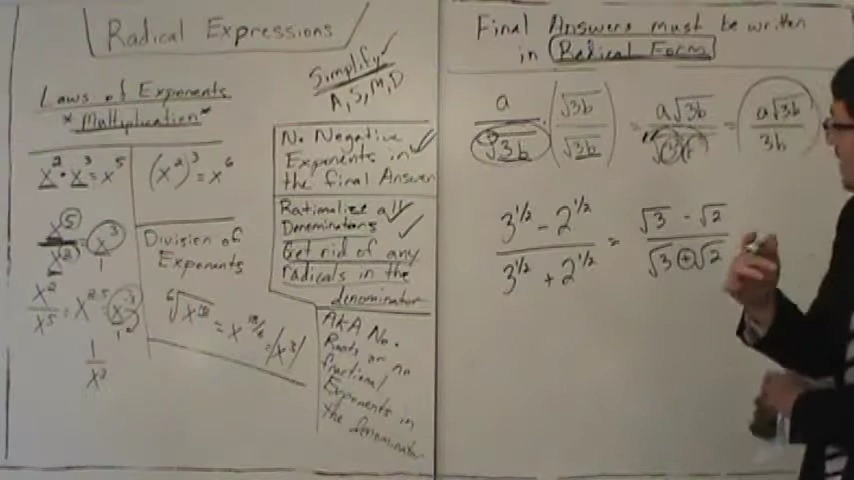 Radical Expressions
Simplify
A, S, M, D
Laws of Exponents
*Multiplication*
x² · x³ = x⁵
(x²)³ = x⁶
x⁵/x² = x³/1
Division of
Exponents
x²/x⁵ = x²⁻⁵ x⁻³
1
1/x³
No Negative
Exponents in
the final Answer
Rationalize all
Denominators
Get rid of any
radicals in the
denominator
AKA No
Roots or no
fractional
Exponents in
the denominator
Final Answers must be written
in Radical Form
a/√3b · (√3b/√3b) = a√3b = a√3b/3b
(3^1/2 - 2^1/2)/(3^1/2 + 2^1/2) = (√3 - √2)/(√3 + √2)